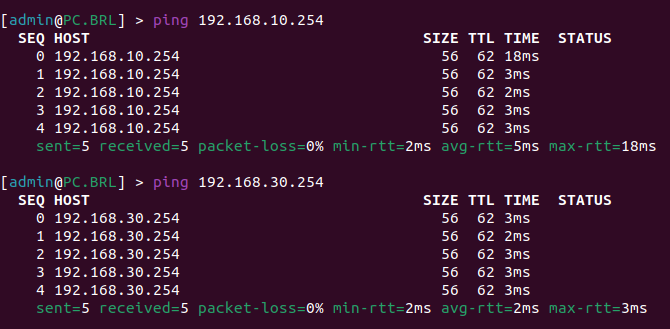 [admin@PC.BRL] > ping 192.168.10.254
SEQ HOST SIZE TTL TIME STATUS
0 192.168.10.254 56 62 18ms
1 192.168.10.254 56 62 3ms
2 192.168.10.254 56 62 2ms
3 192.168.10.254 56 62 3ms
4 192.168.10.254 56 62 3ms
sent=5 received=5 packet-loss=0% min-rtt=2ms avg-rtt=5ms max-rtt=18ms
[admin@PC.BRL] > ping 192.168.30.254
SEQ HOST SIZE TTL TIME STATUS
0 192.168.30.254 56 62 3ms
1 192.168.30.254 56 62 2ms
2 192.168.30.254 56 62 3ms
3 192.168.30.254 56 62 3ms
4 192.168.30.254 56 62 3ms
sent=5 received=5 packet-loss=0% min-rtt=2ms avg-rtt=2ms max-rtt=3ms